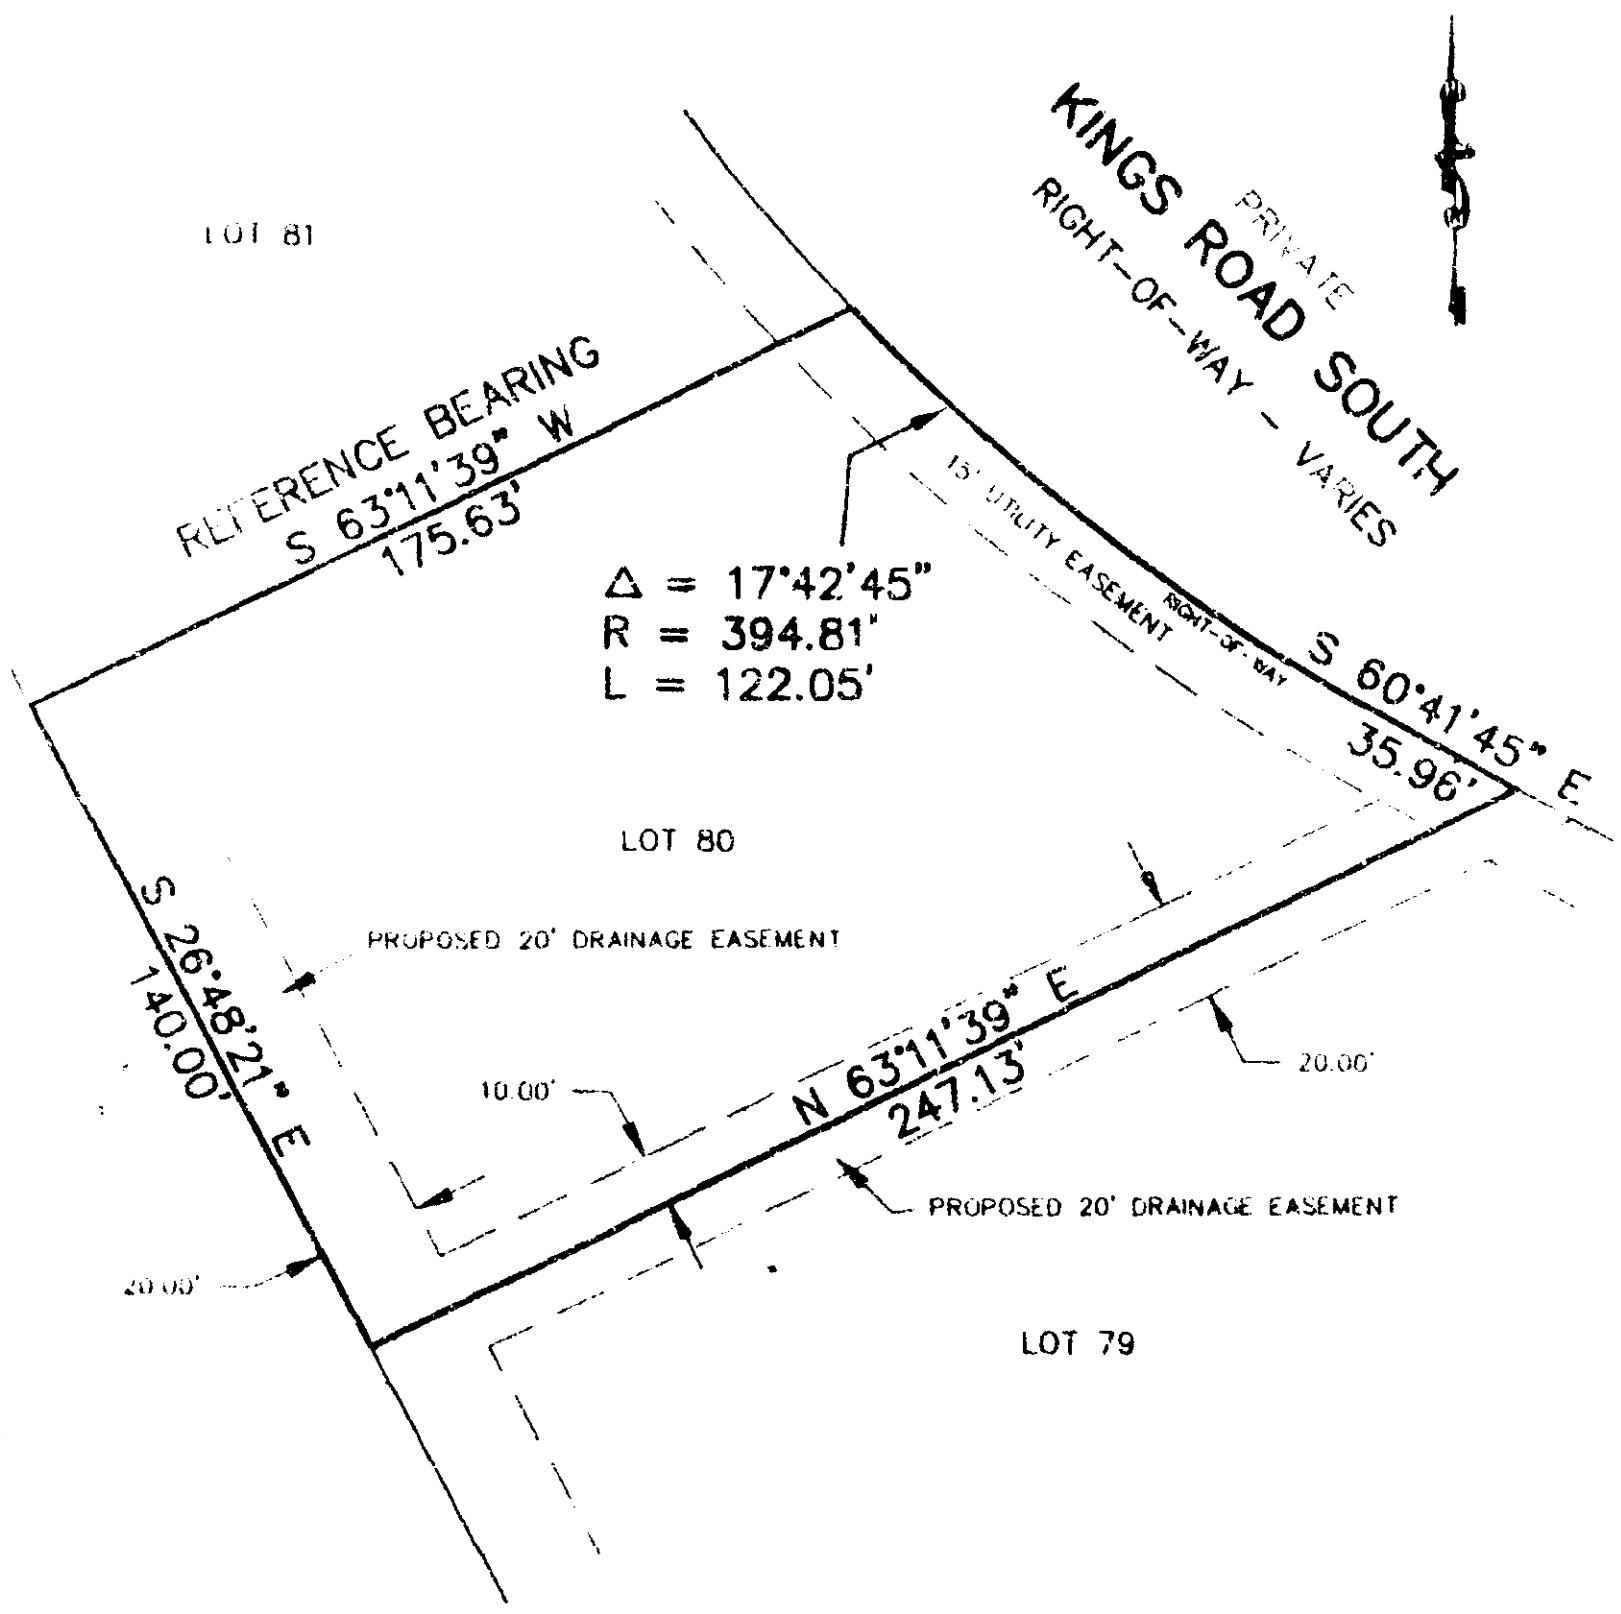 LOT 81
KINGS ROAD SOUTH
PRIVATE
RIGHT-OF-WAY - VARIES
REFERENCE BEARING
S 63°11'39" W
175.63'
Δ = 17°42'45"
R = 394.81'
L = 122.05'
15' UTILITY EASEMENT
RIGHT-OF-WAY
S 60°41'45" E
35.96'
LOT 80
S 26°48'21" E
140.00'
PROPOSED 20' DRAINAGE EASEMENT
N 63°11'39" E
247.13'
10.00'
20.00'
PROPOSED 20' DRAINAGE EASEMENT
20.00'
LOT 79